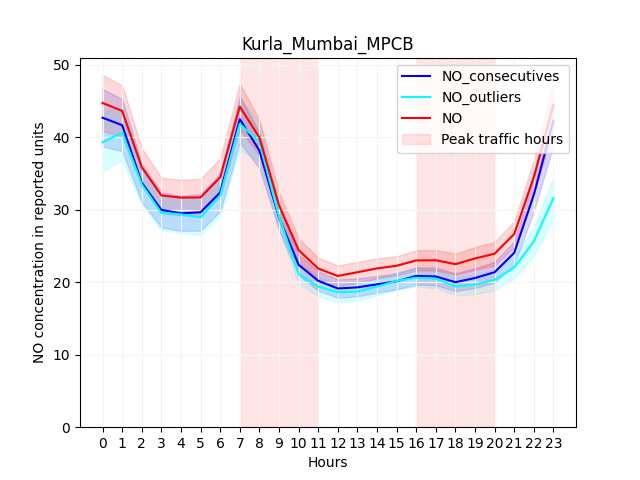 Kurla_Mumbai_MPCB
NO concentration in reported units
50
40
30
20
10
0
NO_consecutives
NO_outliers
NO
Peak traffic hours
0 1 2 3 4 5 6 7 8 9 10 11 12 13 14 15 16 17 18 19 20 21 22 23
Hours